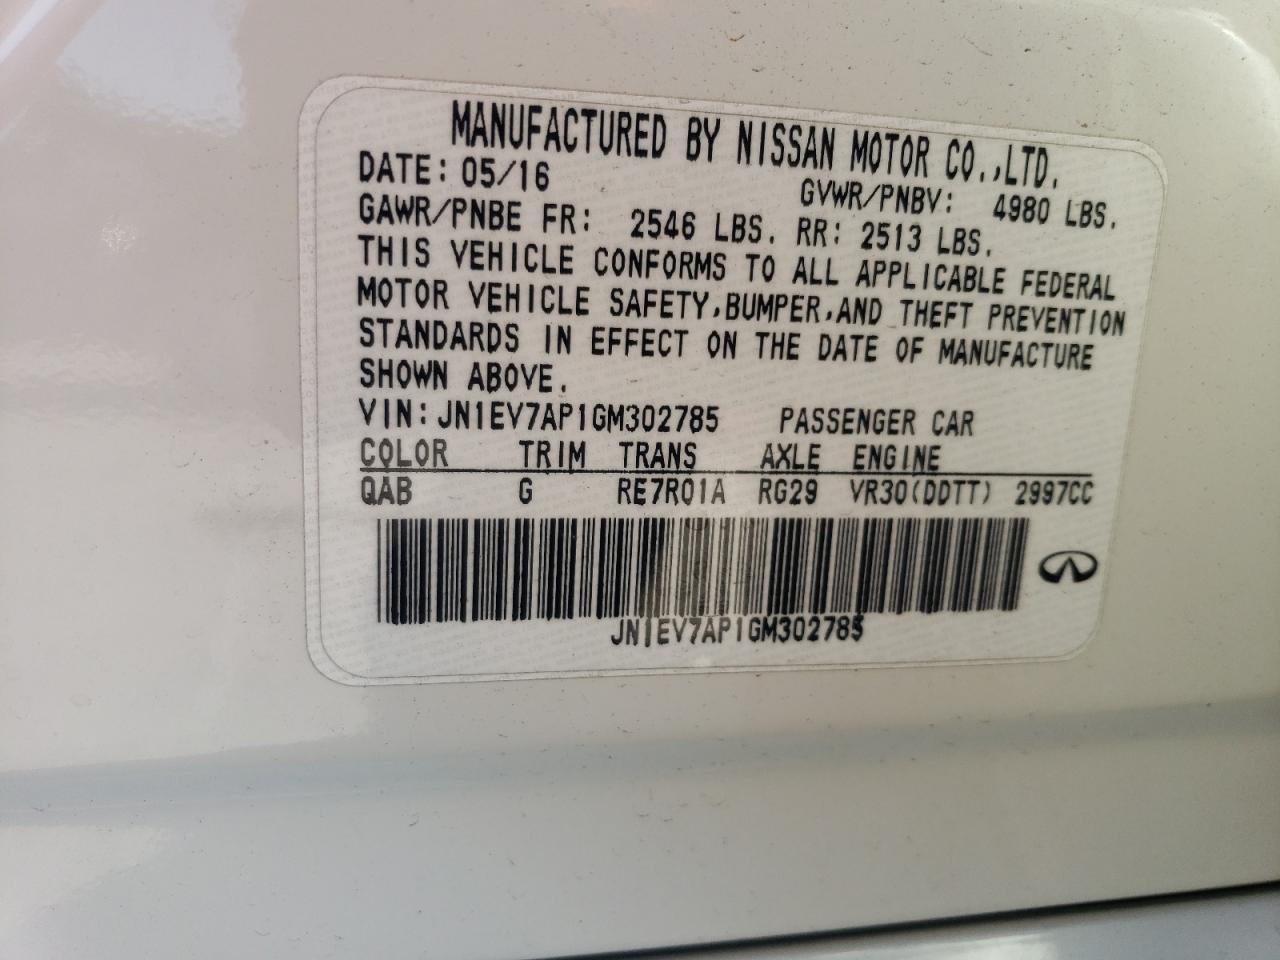 MANUFACTURED BY NISSAN MOTOR CO.,LTD.
DATE: 05/16 GVWR/PNBV: 4980 LBS.
GAWR/PNBE FR: 2546 LBS. RR: 2513 LBS.
THIS VEHICLE CONFORMS TO ALL APPLICABLE FEDERAL
MOTOR VEHICLE SAFETY,BUMPER,AND THEFT PREVENTION
STANDARDS IN EFFECT ON THE DATE OF MANUFACTURE
SHOWN ABOVE.
VIN: JN1EV7AP1GM302785 PASSENGER CAR
COLOR TRIM TRANS AXLE ENGINE
QAB G RE7R01A RG29 VR30(DDTT) 2997CC
JN1EV7AP1GM302785